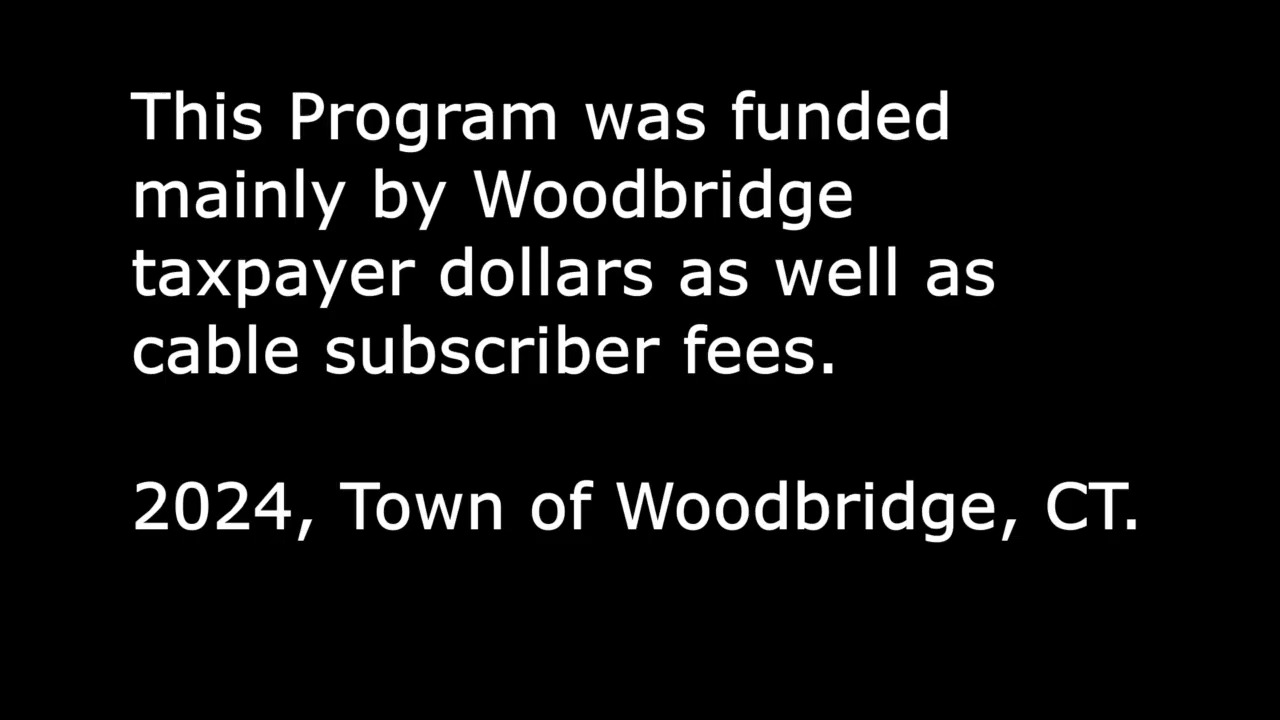 This Program was funded
mainly by Woodbridge
taxpayer dollars as well as
cable subscriber fees.
2024, Town of Woodbridge, CT.